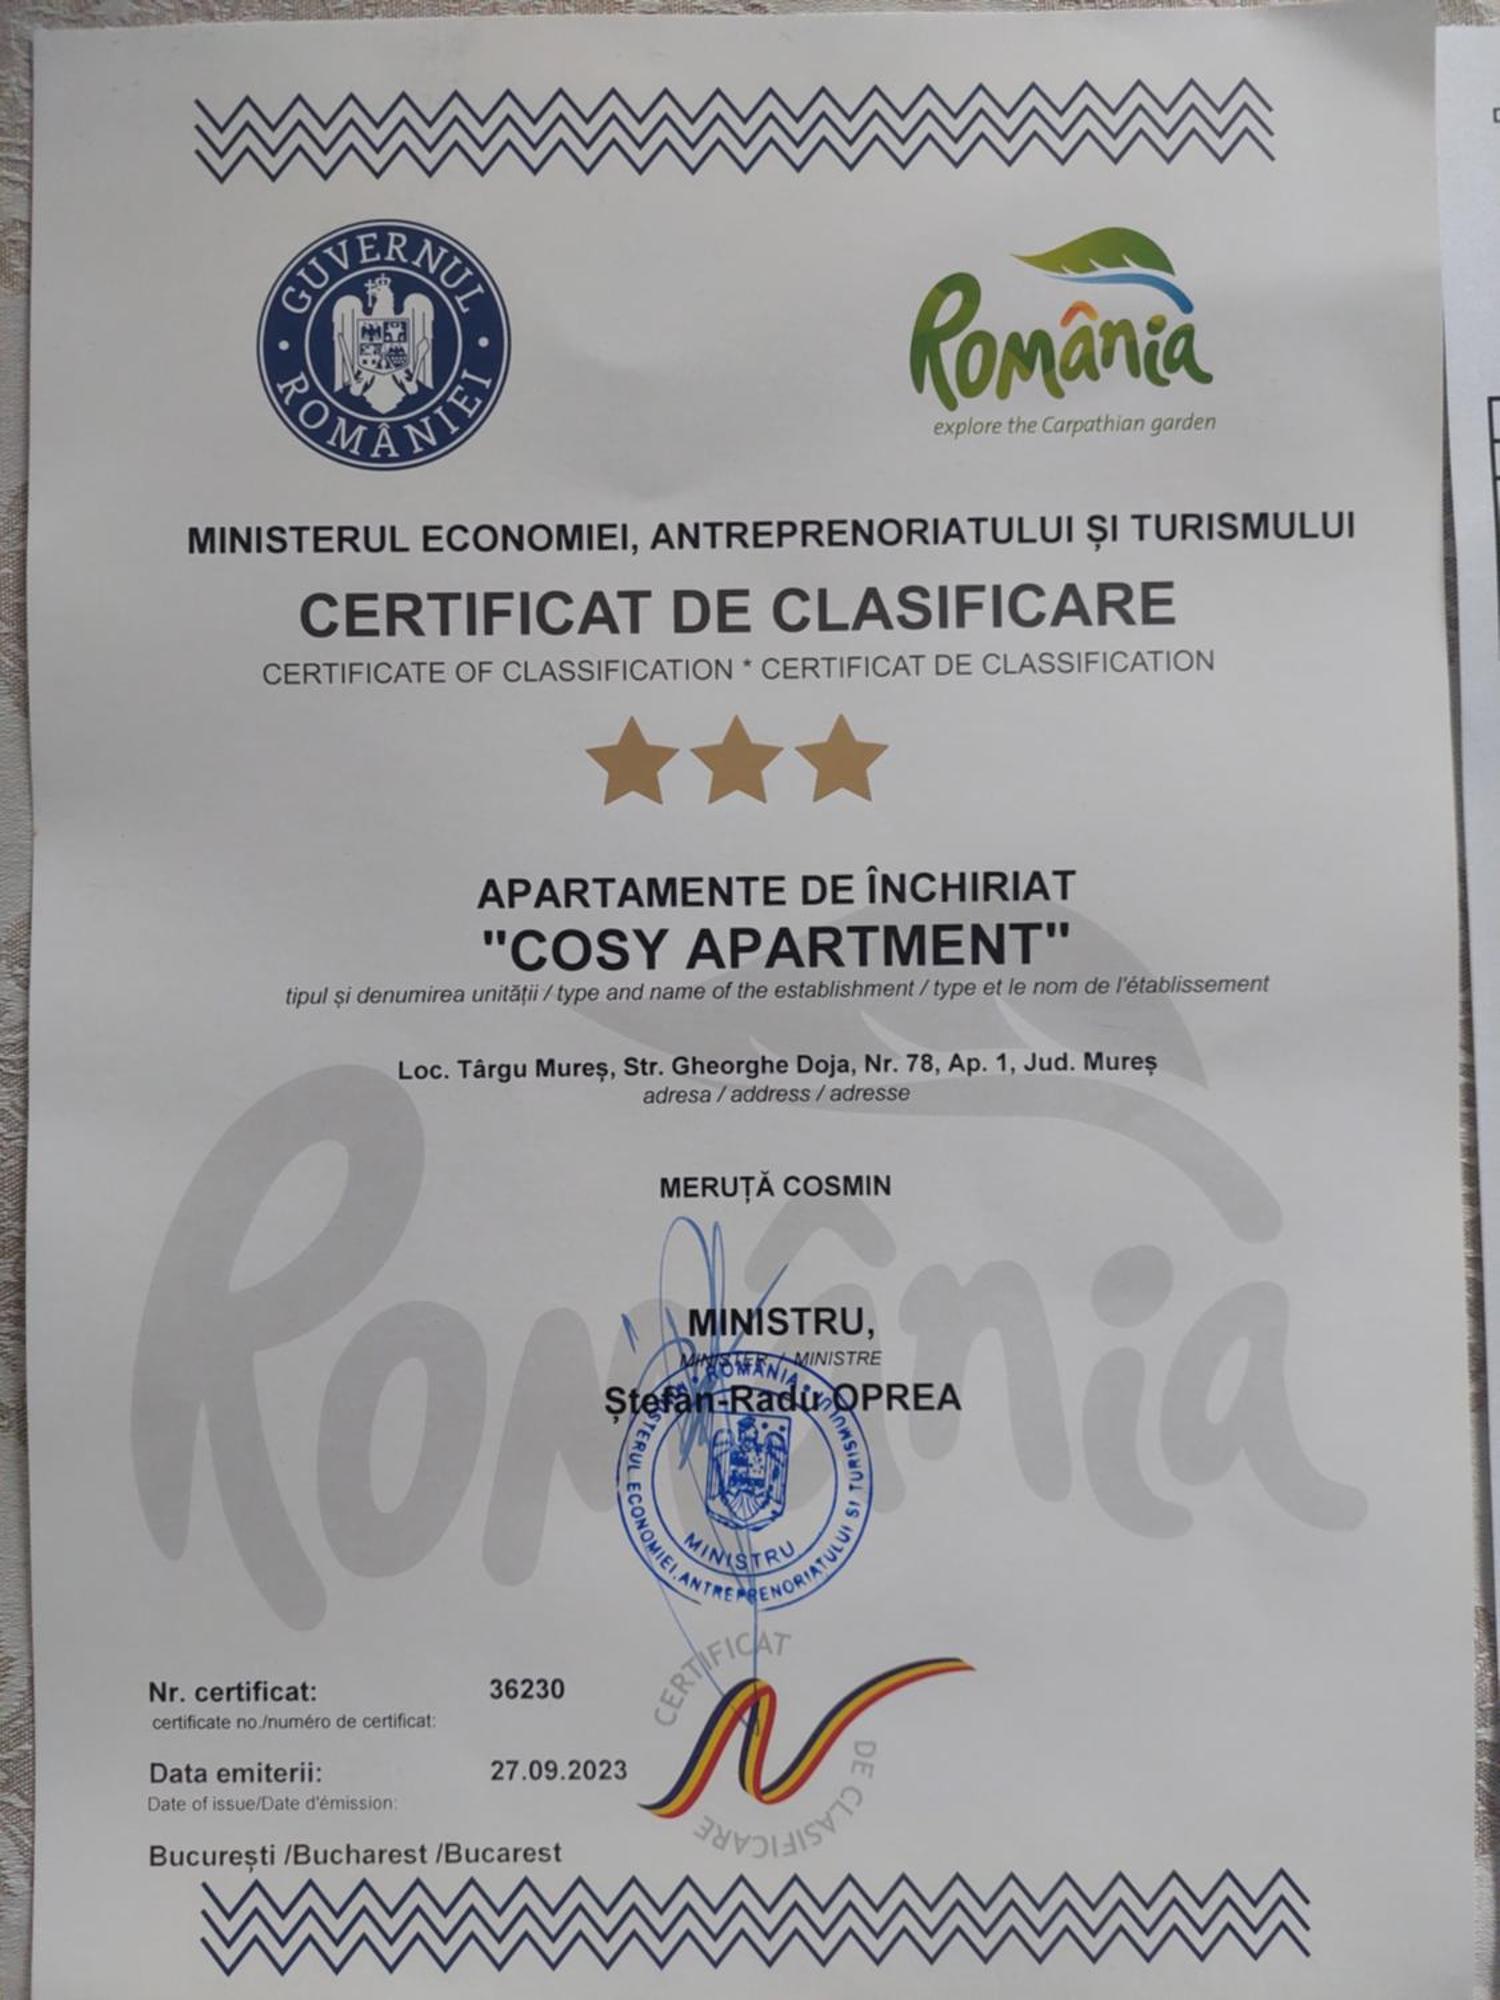 GUVERNUL ROMÂNIEI
România
explore the Carpathian garden
MINISTERUL ECONOMIEI, ANTREPRENORIATULUI ȘI TURISMULUI
CERTIFICAT DE CLASIFICARE
CERTIFICATE OF CLASSIFICATION * CERTIFICAT DE CLASSIFICATION
APARTAMENTE DE ÎNCHIRIAT
"COSY APARTMENT"
tipul și denumirea unității / type and name of the establishment / type et le nom de l'établissement
Loc. Târgu Mureș, Str. Gheorghe Doja, Nr. 78, Ap. 1, Jud. Mureș
adresa / address / adresse
MERUȚĂ COSMIN
MINISTRU,
MINISTER / MINISTRE
Ștefan-Radu OPREA
• ROMÂNIA •
MINISTERUL ECONOMIEI, ANTREPRENORIATULUI ȘI TURISMULUI
MINISTRU
România
CERTIFICAT DE CLASIFICARE
Nr. certificat: 36230
certificate no./numéro de certificat:
Data emiterii: 27.09.2023
Date of issue/Date d'émission:
București /Bucharest /Bucarest